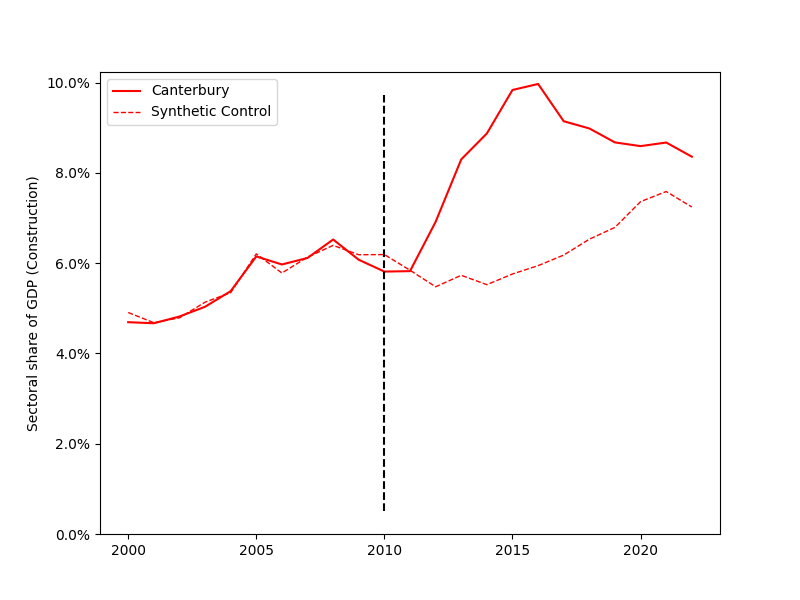 Canterbury
Synthetic Control
Sectoral share of GDP (Construction)
10.0%
8.0%
6.0%
4.0%
2.0%
0.0%
2000 2005 2010 2015 2020